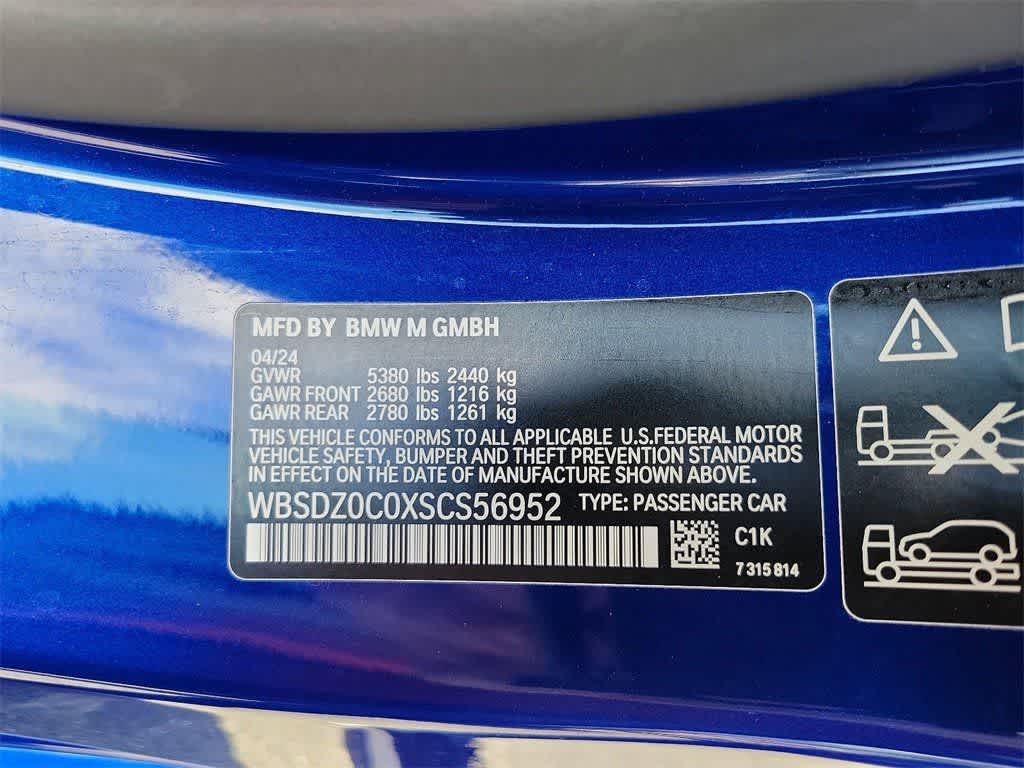 MFD BY BMW M GMBH
04/24
GVWR 5380 lbs 2440 kg
GAWR FRONT 2680 lbs 1216 kg
GAWR REAR 2780 lbs 1261 kg
THIS VEHICLE CONFORMS TO ALL APPLICABLE U.S.FEDERAL MOTOR
VEHICLE SAFETY, BUMPER AND THEFT PREVENTION STANDARDS
IN EFFECT ON THE DATE OF MANUFACTURE SHOWN ABOVE.
WBSDZ0C0XSCS56952 TYPE: PASSENGER CAR
C1K
7 315 814